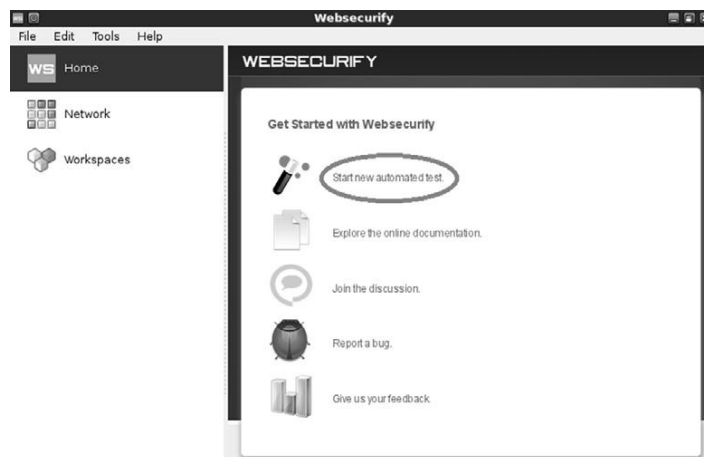 Websecurify
File Edit Tools Help
WS Home
WEBSECURIFY
Network
Workspaces
Get Started with Websecurify
Start new automated test.
Explore the online documentation.
Join the discussion.
Report a bug.
Give us your feedback.